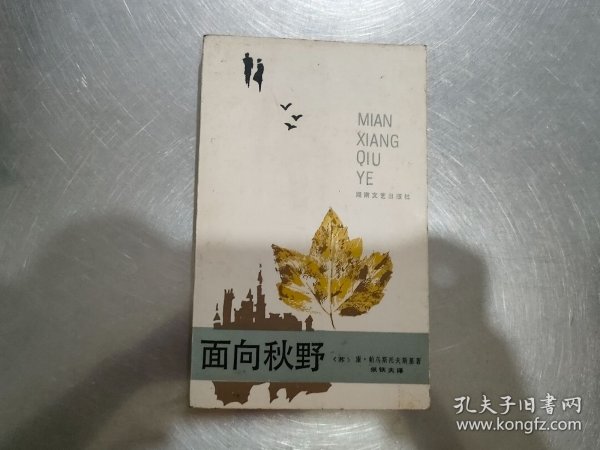 MIAN
XIANG
QIU
YE
湖南文艺出版社
面向秋野
〔苏〕康·帕乌斯托夫斯基著
张铁夫译
孔夫子旧书网
www.kongfz.com